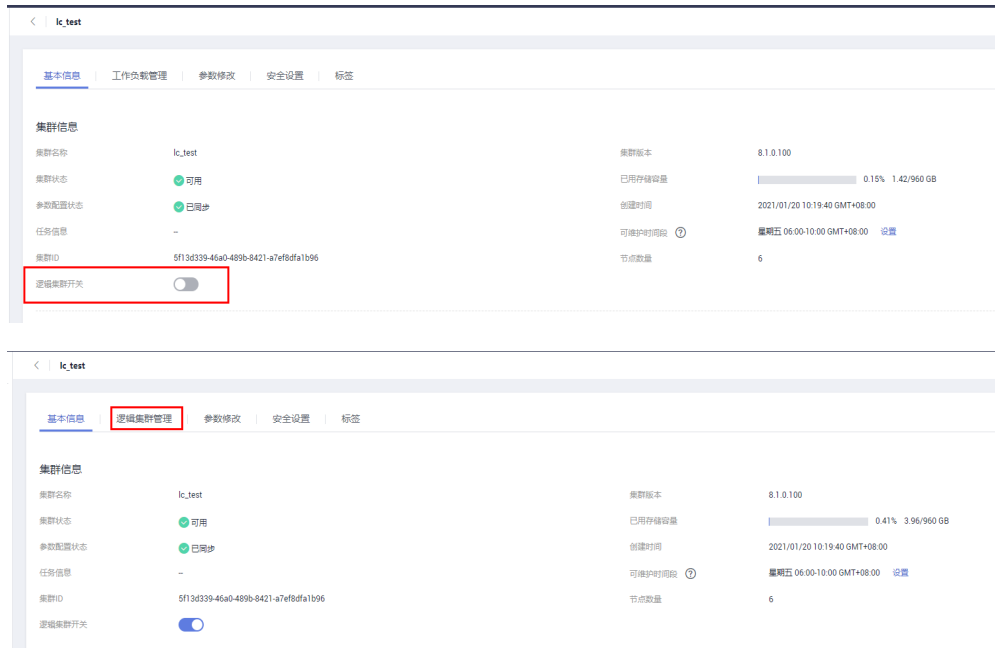 < lc_test
基本信息 工作负载管理 参数修改 安全设置 标签
集群信息
集群名称 lc_test 集群版本 8.1.0.100
集群状态 可用 已用存储容量 0.15% 1.42/960 GB
参数配置状态 已同步 创建时间 2021/01/20 10:19:40 GMT+08:00
任务信息 – 可维护时间段 ? 星期五 06:00-10:00 GMT+08:00 设置
集群ID 5f13d339-46a0-489b-8421-a7ef8dfa1b96 节点数量 6
逻辑集群开关
< lc_test
基本信息 逻辑集群管理 参数修改 安全设置 标签
集群信息
集群名称 lc_test 集群版本 8.1.0.100
集群状态 可用 已用存储容量 0.41% 3.96/960 GB
参数配置状态 已同步 创建时间 2021/01/20 10:19:40 GMT+08:00
任务信息 – 可维护时间段 ? 星期五 06:00-10:00 GMT+08:00 设置
集群ID 5f13d339-46a0-489b-8421-a7ef8dfa1b96 节点数量 6
逻辑集群开关